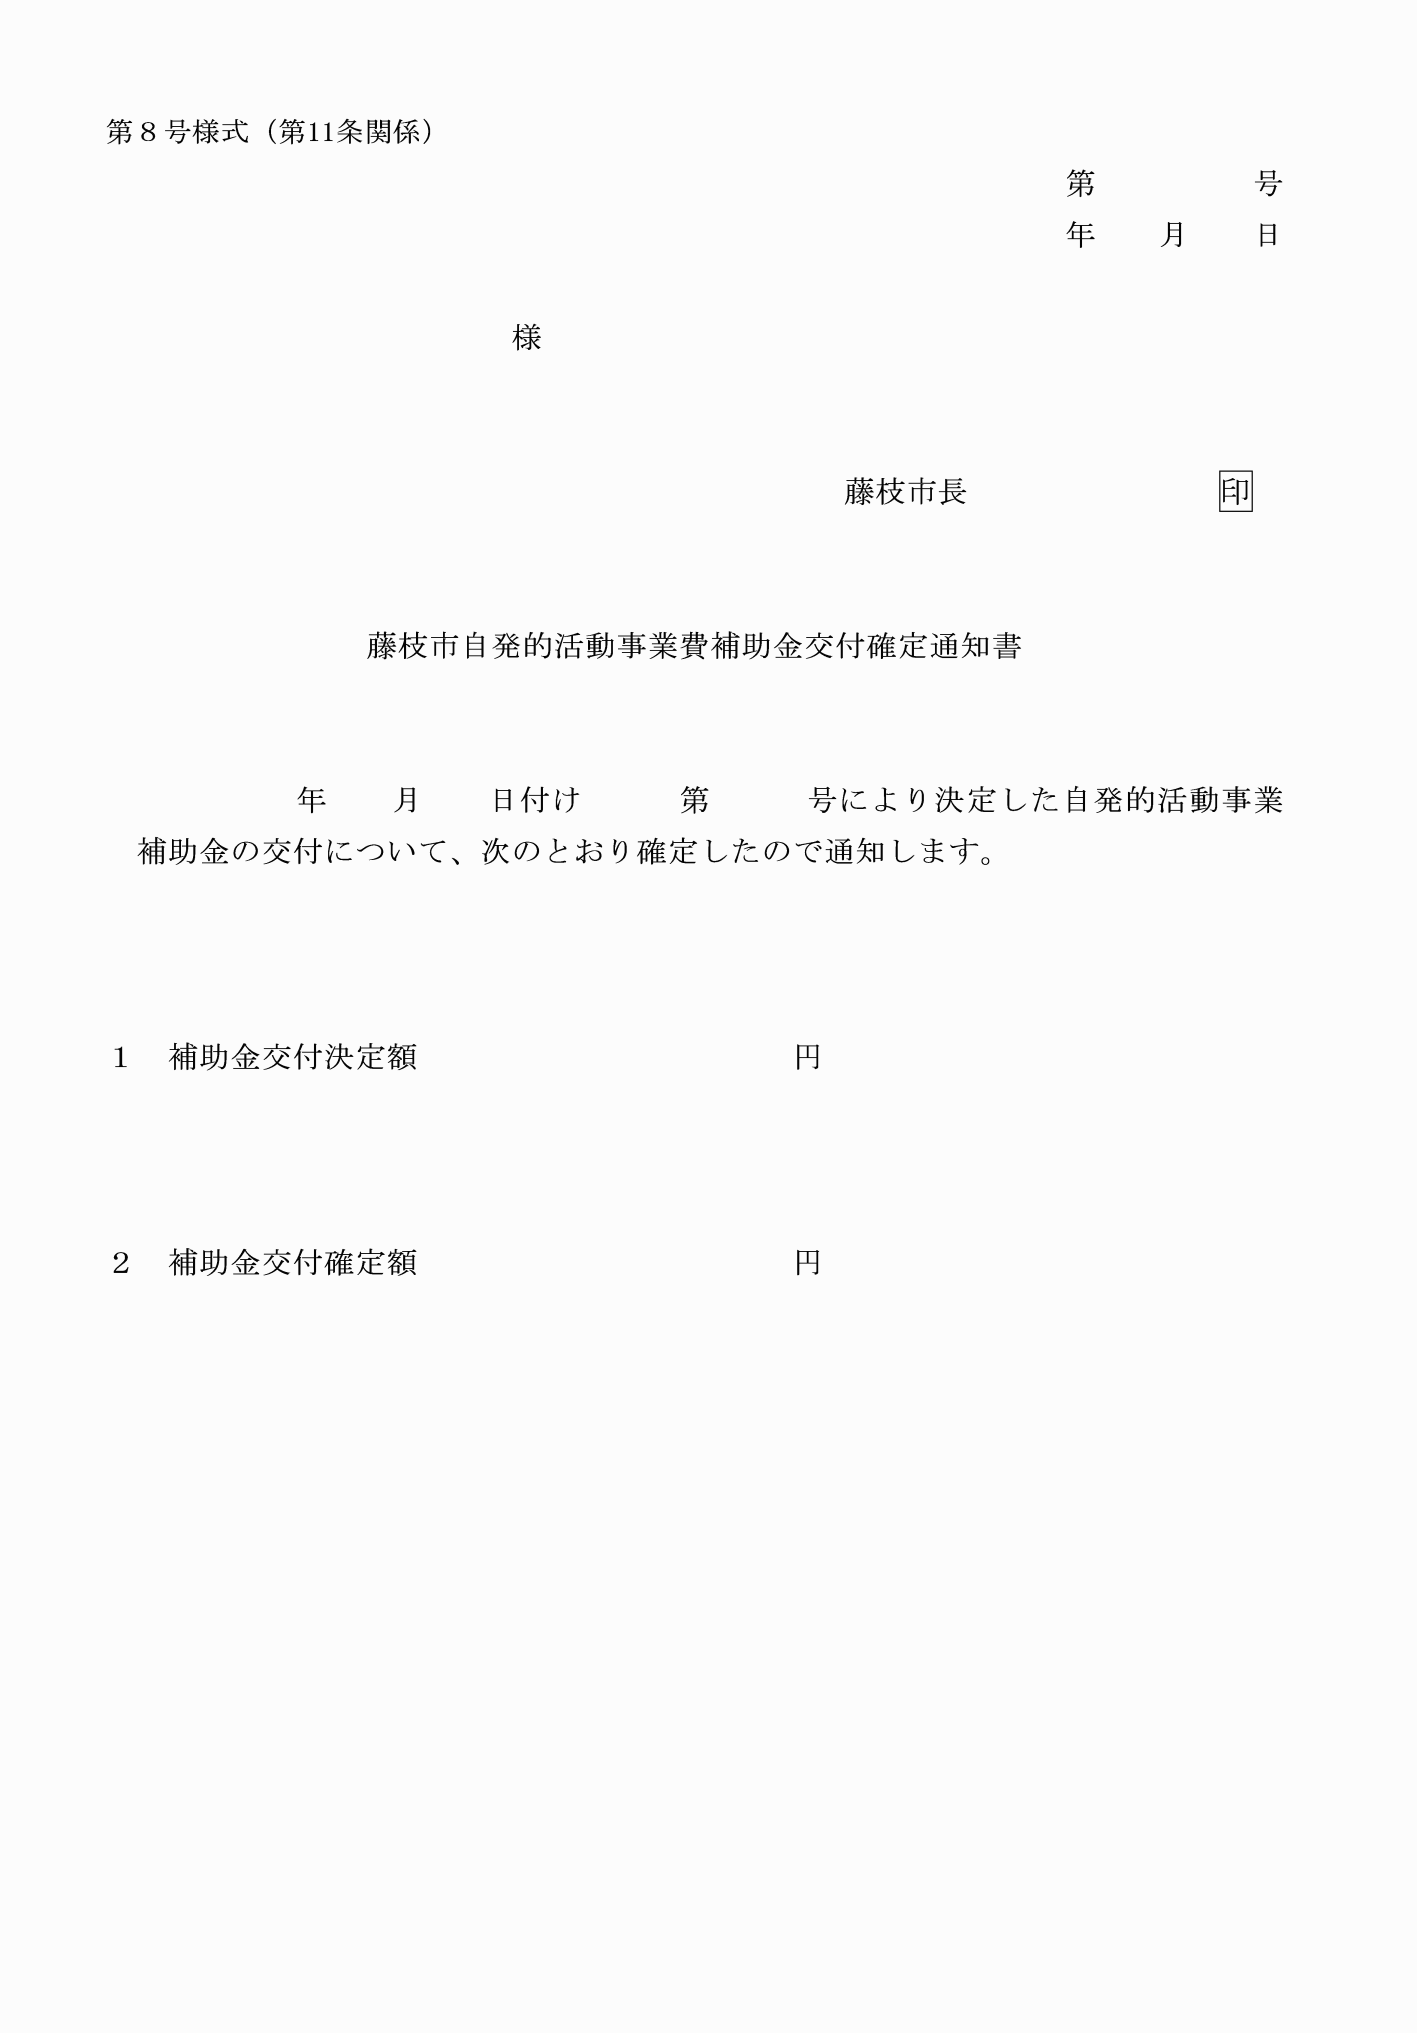 第８号様式（第11条関係）
第　　　　　号
年　　月　　日
様
藤枝市長　　　　　　　　印
藤枝市自発的活動事業費補助金交付確定通知書
年　　月　　日付け　　　第　　　号により決定した自発的活動事業
補助金の交付について、次のとおり確定したので通知します。
１　補助金交付決定額　　　　　　　　　　　　円
２　補助金交付確定額　　　　　　　　　　　　円